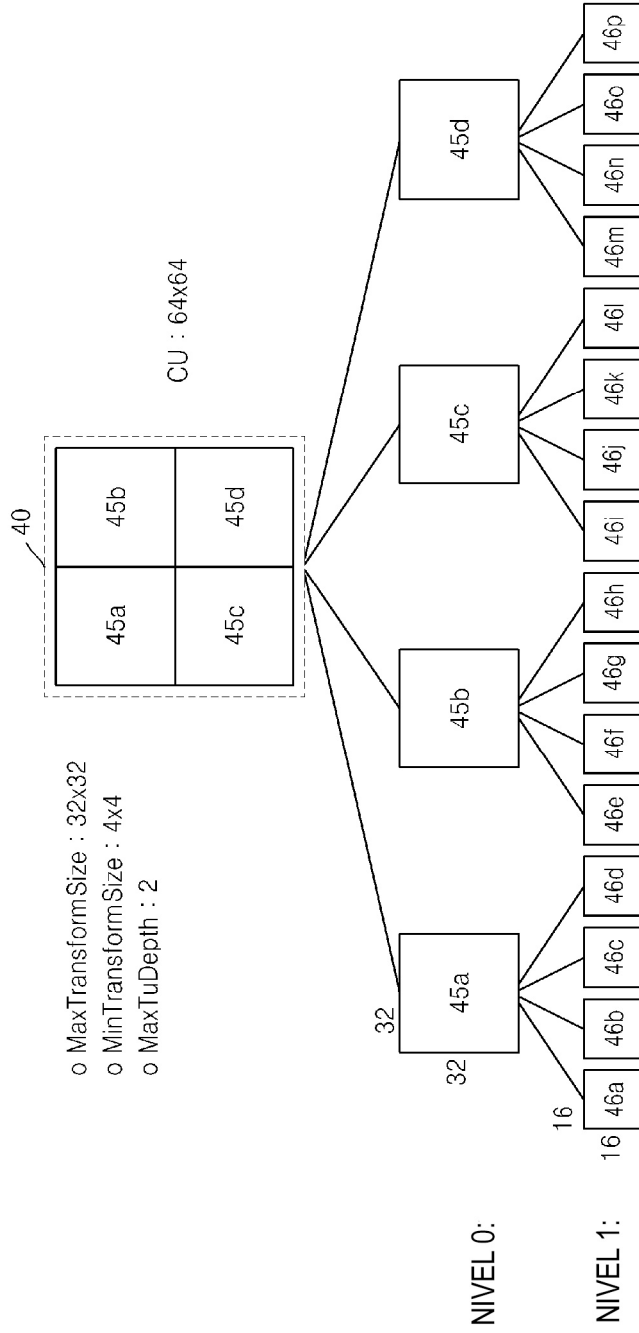 o MaxTransformSize : 32x32
o MinTransformSize : 4x4
o MaxTuDepth : 2
40
45a 45b
45c 45d
CU : 64x64
NIVEL 0:
32
32
45a 45b 45c 45d
NIVEL 1:
16
16
46a 46b 46c 46d 46e 46f 46g 46h 46i 46j 46k 46l 46m 46n 46o 46p